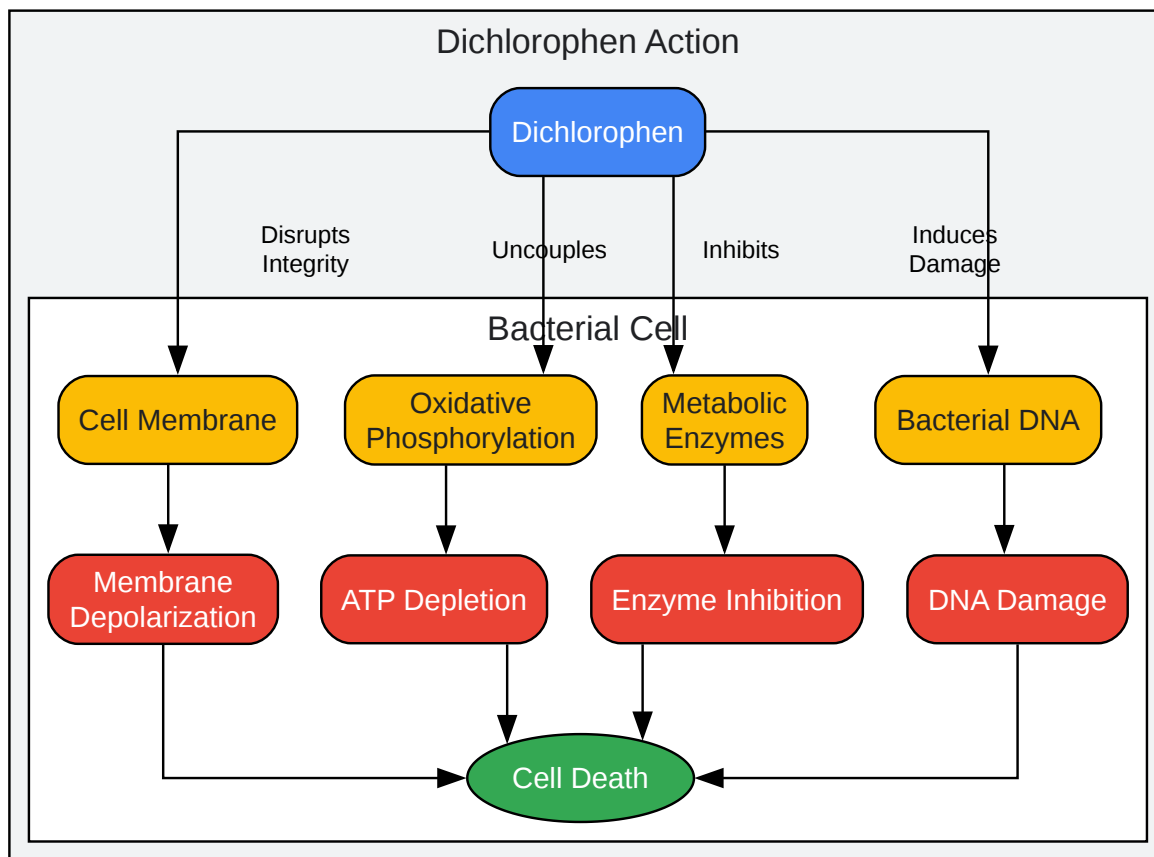 Dichlorophen Action
Dichlorophen
Disrupts
Integrity
Uncouples
Inhibits
Induces
Damage
Bacterial Cell
Cell Membrane
Oxidative
Phosphorylation
Metabolic
Enzymes
Bacterial DNA
Membrane
Depolarization
ATP Depletion
Enzyme Inhibition
DNA Damage
Cell Death